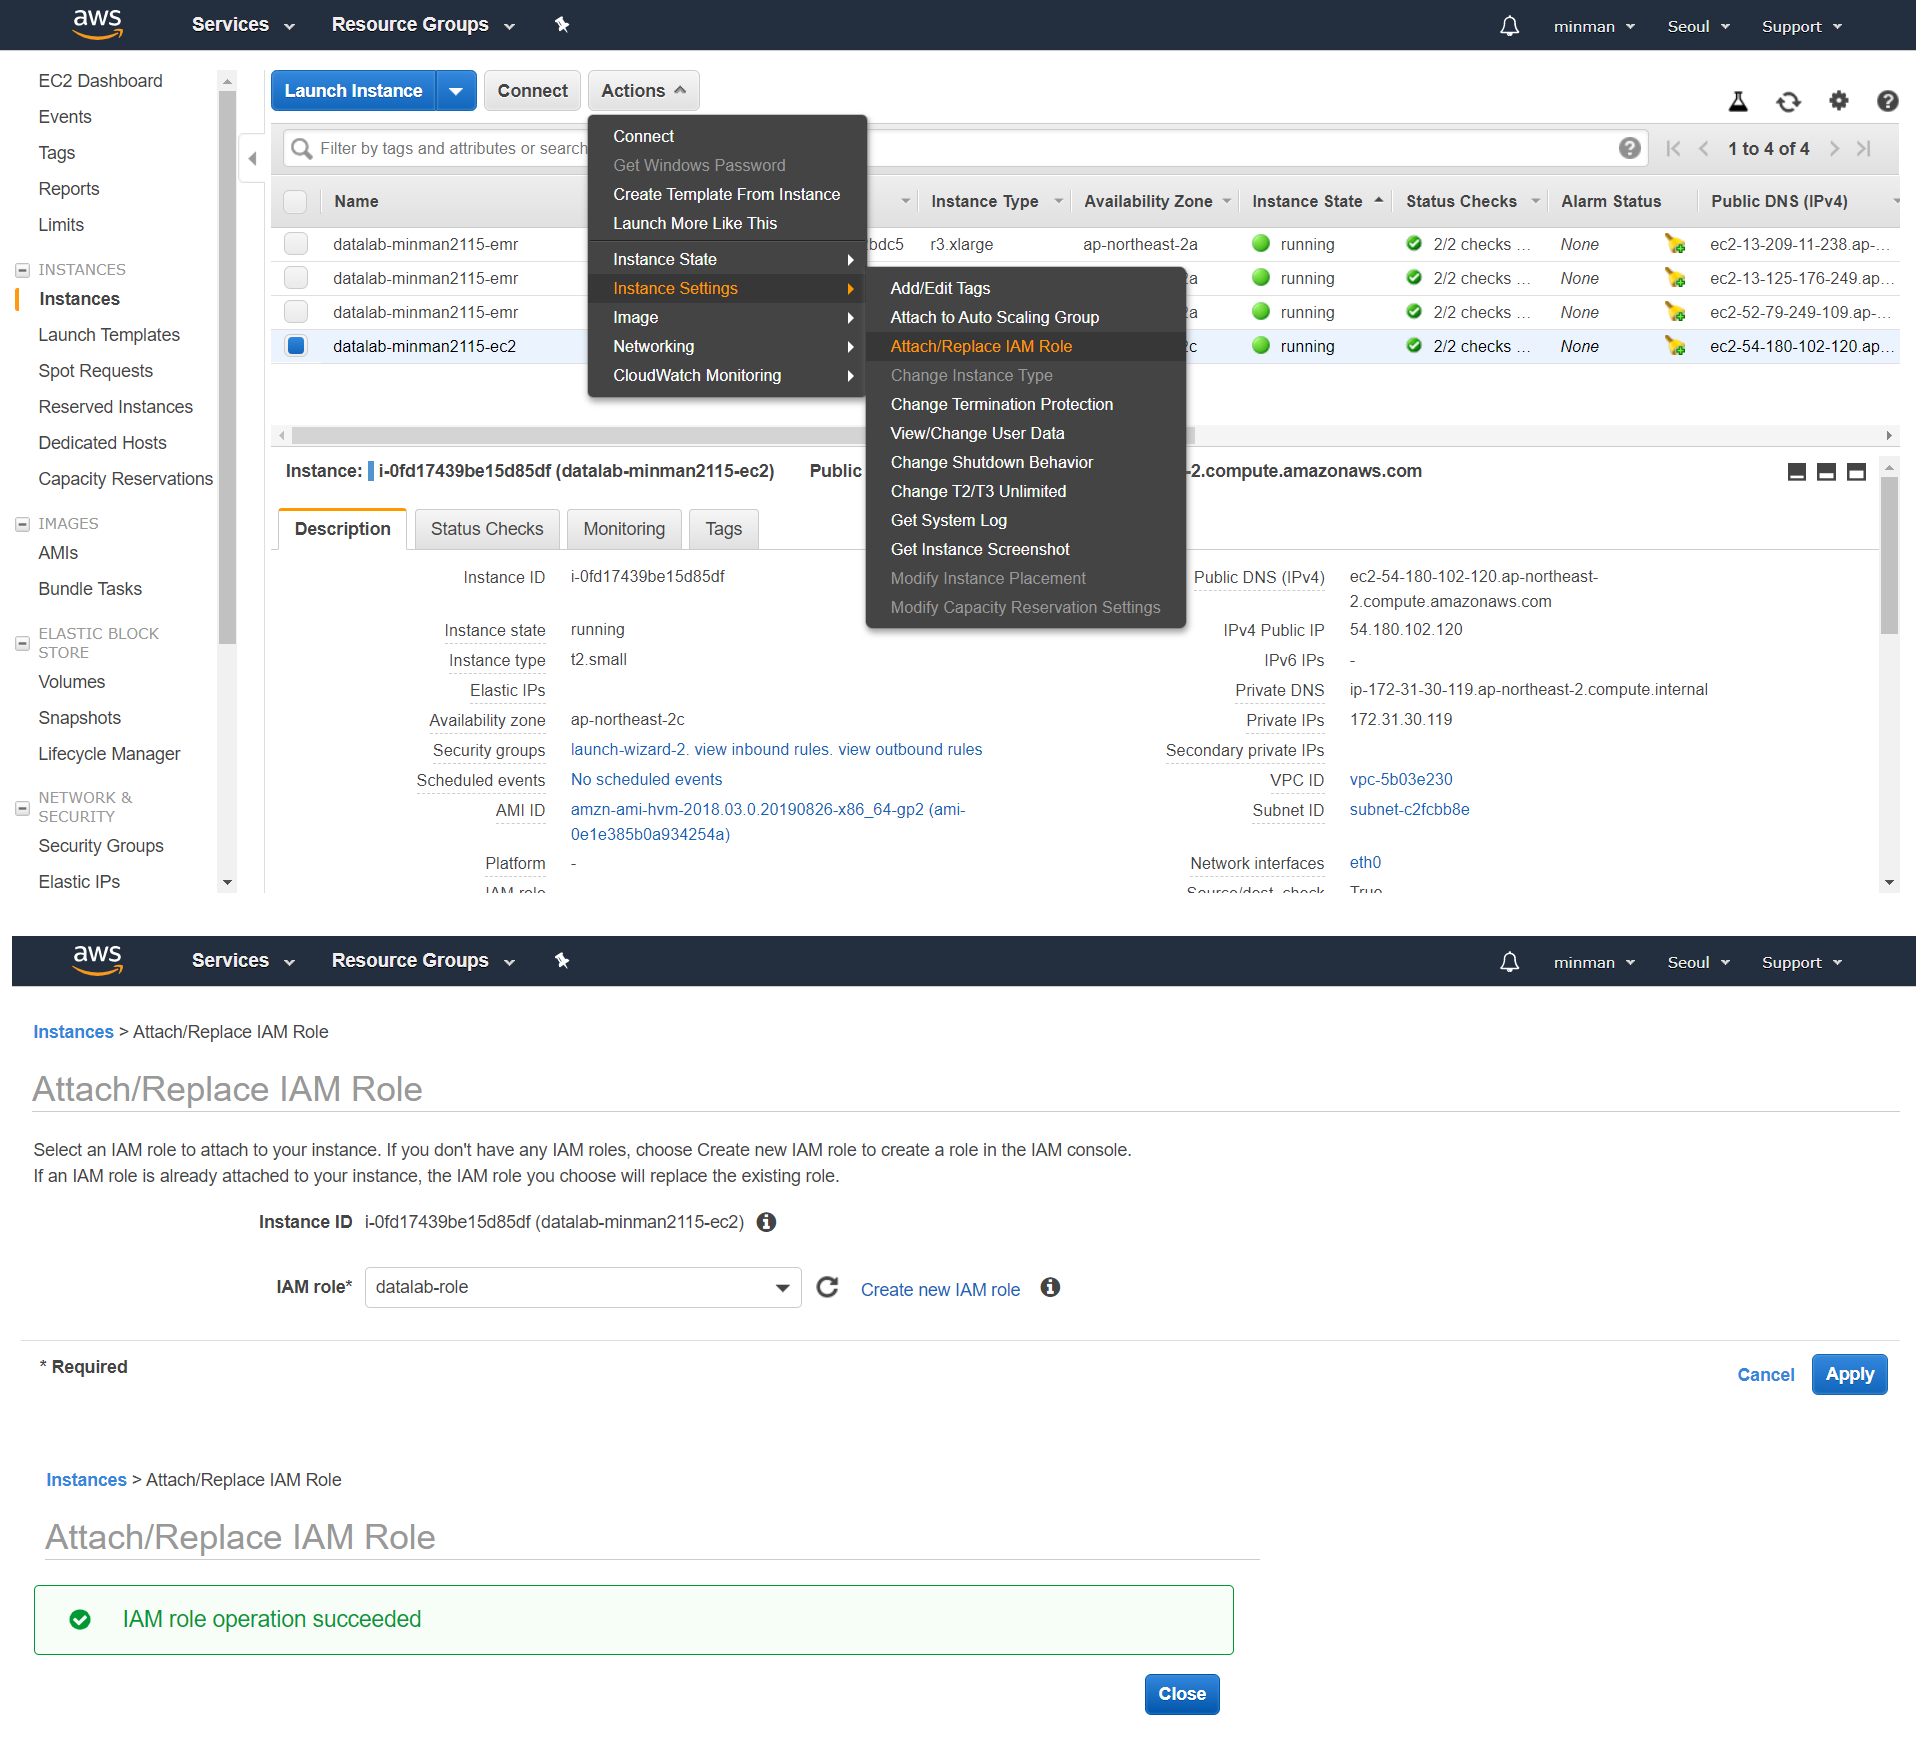 aws Services Resource Groups minman Seoul Support
EC2 Dashboard
Events
Tags
Reports
Limits
INSTANCES
Instances
Launch Templates
Spot Requests
Reserved Instances
Dedicated Hosts
Capacity Reservations
IMAGES
AMIs
Bundle Tasks
ELASTIC BLOCK
STORE
Volumes
Snapshots
Lifecycle Manager
NETWORK &
SECURITY
Security Groups
Elastic IPs
Launch Instance Connect Actions
Filter by tags and attributes or search 1 to 4 of 4
Name Instance Type Availability Zone Instance State Status Checks Alarm Status Public DNS (IPv4)
datalab-minman2115-emr bdc5 r3.xlarge ap-northeast-2a running 2/2 checks ... None ec2-13-209-11-238.ap-...
datalab-minman2115-emr a running 2/2 checks ... None ec2-13-125-176-249.ap...
datalab-minman2115-emr a running 2/2 checks ... None ec2-52-79-249-109.ap-...
datalab-minman2115-ec2 c running 2/2 checks ... None ec2-54-180-102-120.ap...
Connect
Get Windows Password
Create Template From Instance
Launch More Like This
Instance State
Instance Settings
Image
Networking
CloudWatch Monitoring
Add/Edit Tags
Attach to Auto Scaling Group
Attach/Replace IAM Role
Change Instance Type
Change Termination Protection
View/Change User Data
Change Shutdown Behavior
Change T2/T3 Unlimited
Get System Log
Get Instance Screenshot
Modify Instance Placement
Modify Capacity Reservation Settings
Instance: i-0fd17439be15d85df (datalab-minman2115-ec2) Public -2.compute.amazonaws.com
Description Status Checks Monitoring Tags
Instance ID i-0fd17439be15d85df
Instance state running
Instance type t2.small
Elastic IPs
Availability zone ap-northeast-2c
Security groups launch-wizard-2. view inbound rules. view outbound rules
Scheduled events No scheduled events
AMI ID amzn-ami-hvm-2018.03.0.20190826-x86_64-gp2 (ami-
0e1e385b0a934254a)
Platform -
IAM role
Public DNS (IPv4) ec2-54-180-102-120.ap-northeast-
2.compute.amazonaws.com
IPv4 Public IP 54.180.102.120
IPv6 IPs -
Private DNS ip-172-31-30-119.ap-northeast-2.compute.internal
Private IPs 172.31.30.119
Secondary private IPs
VPC ID vpc-5b03e230
Subnet ID subnet-c2fcbb8e
Network interfaces eth0
Source/dest. check True
aws Services Resource Groups minman Seoul Support
Instances > Attach/Replace IAM Role
Attach/Replace IAM Role
Select an IAM role to attach to your instance. If you don't have any IAM roles, choose Create new IAM role to create a role in the IAM console.
If an IAM role is already attached to your instance, the IAM role you choose will replace the existing role.
Instance ID i-0fd17439be15d85df (datalab-minman2115-ec2)
IAM role* datalab-role Create new IAM role
* Required
Cancel Apply
Instances > Attach/Replace IAM Role
Attach/Replace IAM Role
IAM role operation succeeded
Close